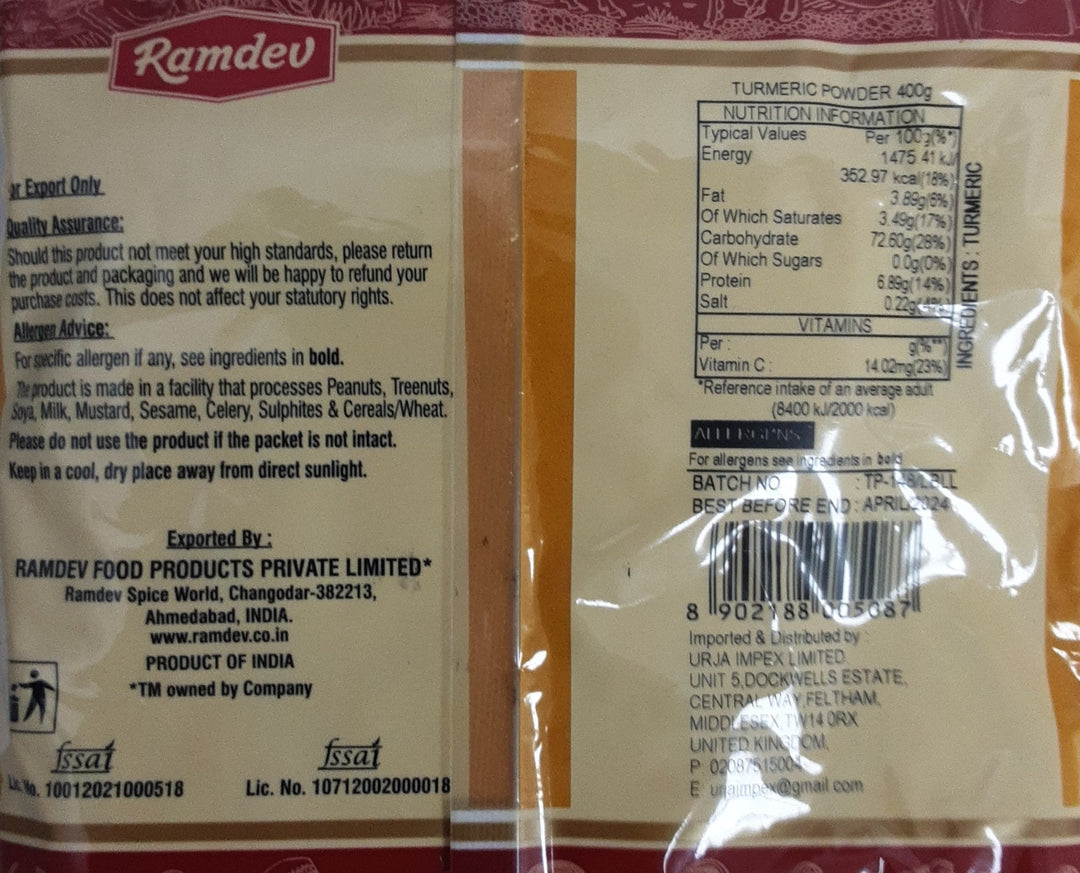 Ramdev
Export Only
Quality Assurance:
Should this product not meet your high standards, please return
the product and packaging and we will be happy to refund your
purchase costs. This does not affect your statutory rights.
Allergen Advice:
For specific allergen if any, see ingredients in bold.
The product is made in a facility that processes Peanuts, Treenuts,
Soya, Milk, Mustard, Sesame, Celery, Sulphites & Cereals/Wheat.
Please do not use the product if the packet is not intact.
Keep in a cool, dry place away from direct sunlight.
Exported By :
RAMDEV FOOD PRODUCTS PRIVATE LIMITED*
Ramdev Spice World, Changodar-382213,
Ahmedabad, INDIA.
www.ramdev.co.in
PRODUCT OF INDIA
*TM owned by Company
fssai fssai
Lic. No. 10012021000518 Lic. No. 10712002000018
TURMERIC POWDER 400g
NUTRITION INFORMATION
Typical Values Per 100g(%*)
Energy 1475.41 kJ/
352.97 kcal(18%)
Fat 3.89g(6%)
Of Which Saturates 3.49g(17%)
Carbohydrate 72.60g(28%)
Of Which Sugars 0.0g(0%)
Protein 6.89g(14%)
Salt 0.22g(4%)
VITAMINS
Per : g(%**)
Vitamin C : 14.02mg(23%)
INGREDIENTS : TURMERIC
*Reference intake of an average adult
(8400 kJ/2000 kcal)
ALLERGENS
For allergens see ingredients in bold
BATCH NO :
BEST BEFORE END : APRIL 2024
8 902188 005087
Imported & Distributed by :
URJA IMPEX LIMITED.
UNIT 5,DOCKWELLS ESTATE,
CENTRAL WAY,FELTHAM,
MIDDLESEX,TW14 0RX
UNITED KINGDOM.
P: 02087515004
E: urjaimpex@gmail.com